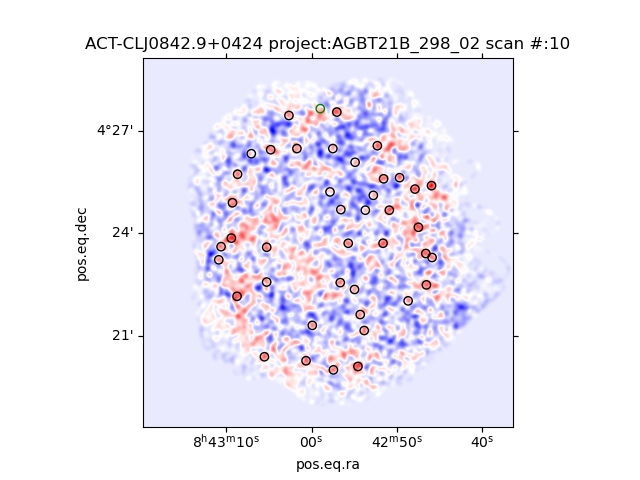 ACT-CLJ0842.9+0424 project:AGBT21B_298_02 scan #:10
4°27'
24'
21'
pos.eq.dec
8ʰ43ᵐ10ˢ 00ˢ 42ᵐ50ˢ 40ˢ
pos.eq.ra